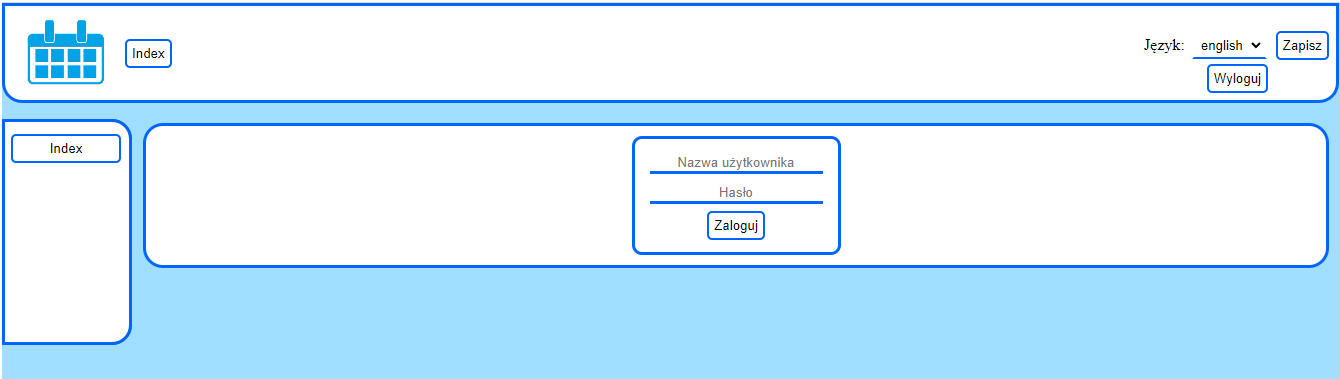 Index
Język: english Zapisz
Wyloguj
Index
Nazwa użytkownika
Hasło
Zaloguj